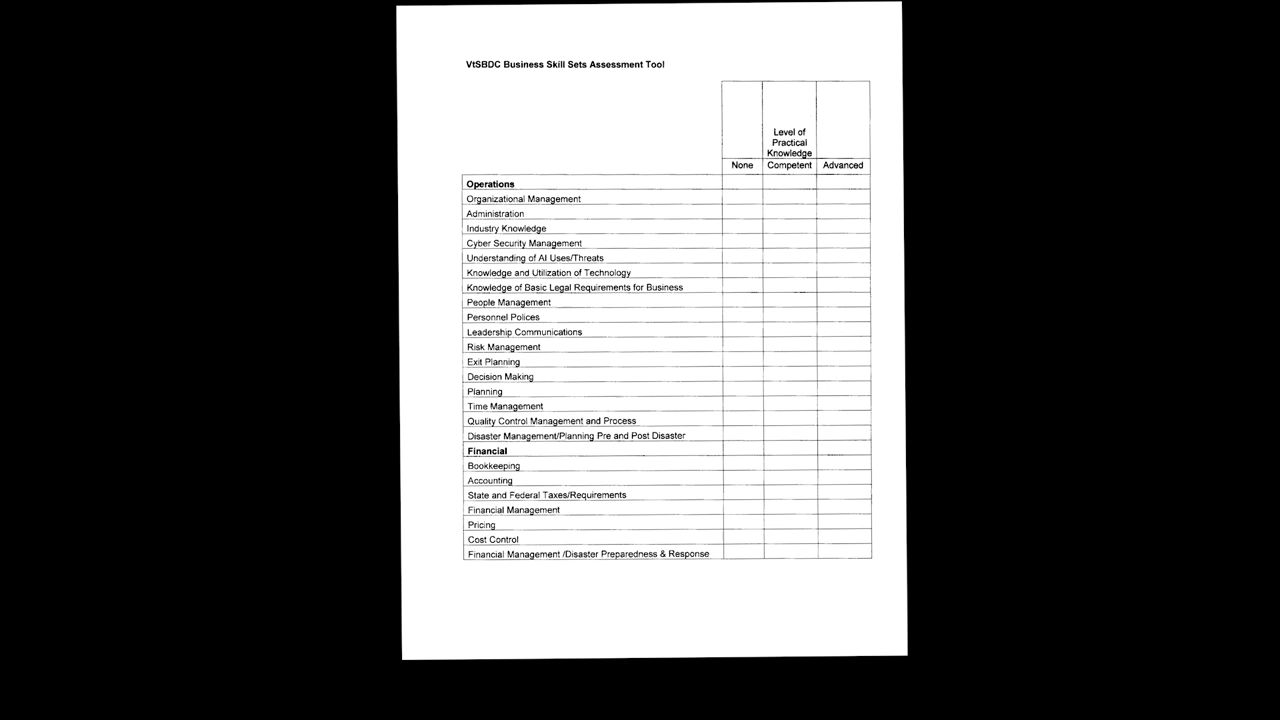 VtSBDC Business Skill Sets Assessment Tool
Level of
Practical
Knowledge
None Competent Advanced
Operations
Organizational Management
Administration
Industry Knowledge
Cyber Security Management
Understanding of AI Uses/Threats
Knowledge and Utilization of Technology
Knowledge of Basic Legal Requirements for Business
People Management
Personnel Polices
Leadership Communications
Risk Management
Exit Planning
Decision Making
Planning
Time Management
Quality Control Management and Process
Disaster Management/Planning Pre and Post Disaster
Financial
Bookkeeping
Accounting
State and Federal Taxes/Requirements
Financial Management
Pricing
Cost Control
Financial Management /Disaster Preparedness & Response